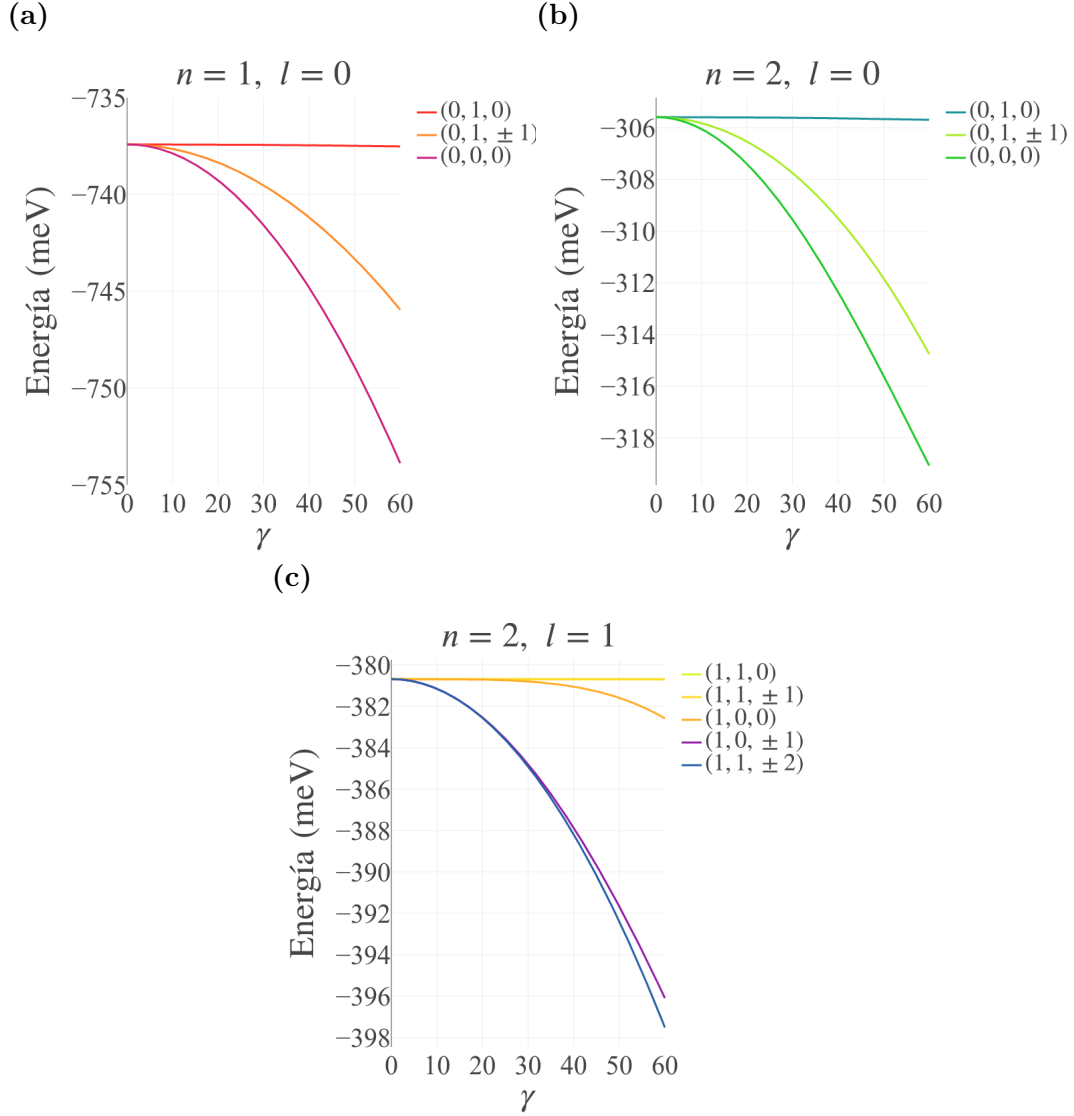 (a)
n = 1, l = 0
−735
−740
−745
−750
−755
Energía (meV)
0 10 20 30 40 50 60
γ
(0, 1, 0)
(0, 1, ± 1)
(0, 0, 0)
(b)
n = 2, l = 0
−306
−308
−310
−312
−314
−316
−318
Energía (meV)
0 10 20 30 40 50 60
γ
(0, 1, 0)
(0, 1, ± 1)
(0, 0, 0)
(c)
n = 2, l = 1
−380
−382
−384
−386
−388
−390
−392
−394
−396
−398
Energía (meV)
0 10 20 30 40 50 60
γ
(1, 1, 0)
(1, 1, ± 1)
(1, 0, 0)
(1, 0, ± 1)
(1, 1, ± 2)